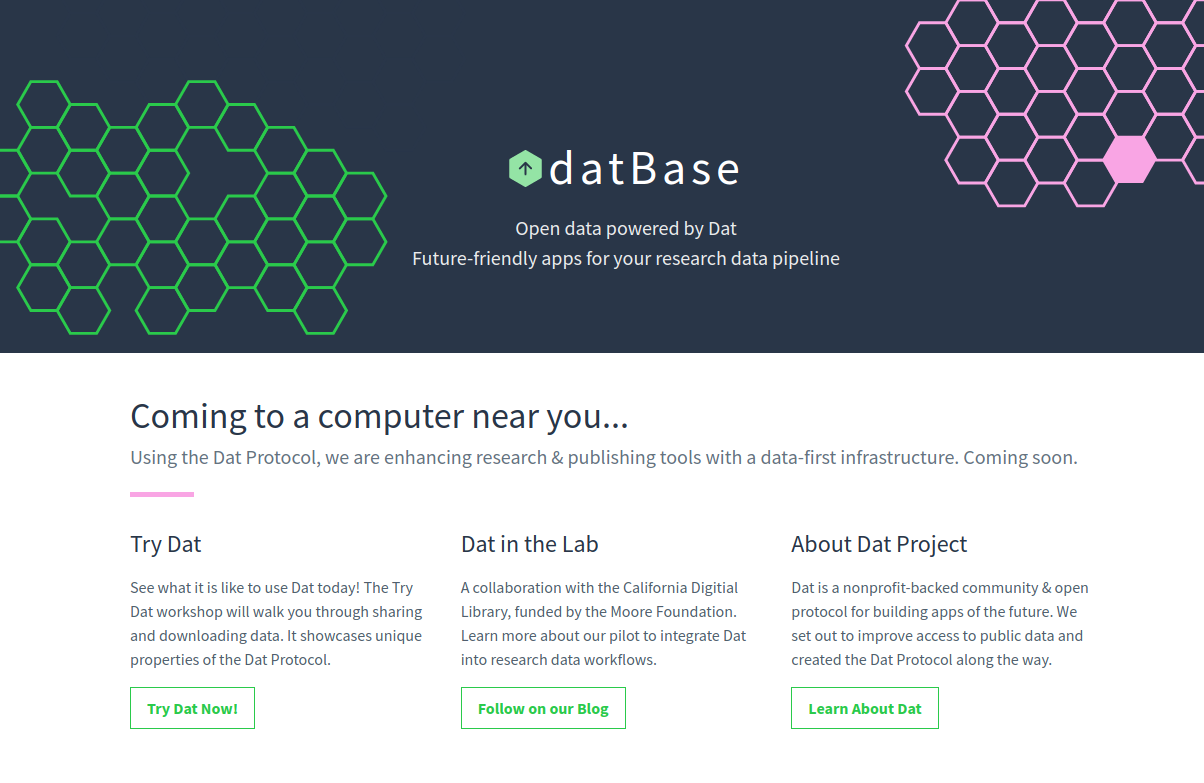 datBase
Open data powered by Dat
Future-friendly apps for your research data pipeline
Coming to a computer near you...
Using the Dat Protocol, we are enhancing research & publishing tools with a data-first infrastructure. Coming soon.
Try Dat
See what it is like to use Dat today! The Try
Dat workshop will walk you through sharing
and downloading data. It showcases unique
properties of the Dat Protocol.
Try Dat Now!
Dat in the Lab
A collaboration with the California Digitial
Library, funded by the Moore Foundation.
Learn more about our pilot to integrate Dat
into research data workflows.
Follow on our Blog
About Dat Project
Dat is a nonprofit-backed community & open
protocol for building apps of the future. We
set out to improve access to public data and
created the Dat Protocol along the way.
Learn About Dat